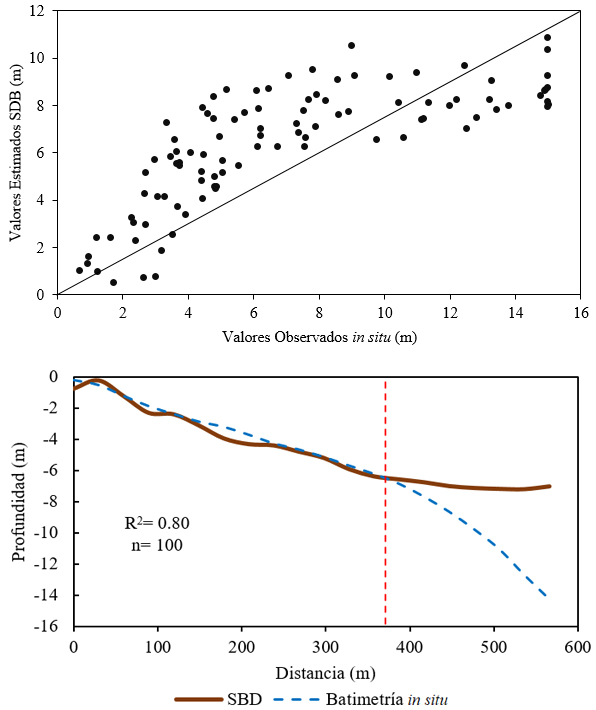 12
10
8
6
4
2
0
Valores Estimados SDB (m)
0 2 4 6 8 10 12 14 16
Valores Observados in situ (m)
0
-2
-4
-6
-8
-10
-12
-14
-16
Profundidad (m)
R²= 0.80
n= 100
0 100 200 300 400 500 600
Distancia (m)
SBD Batimetría in situ